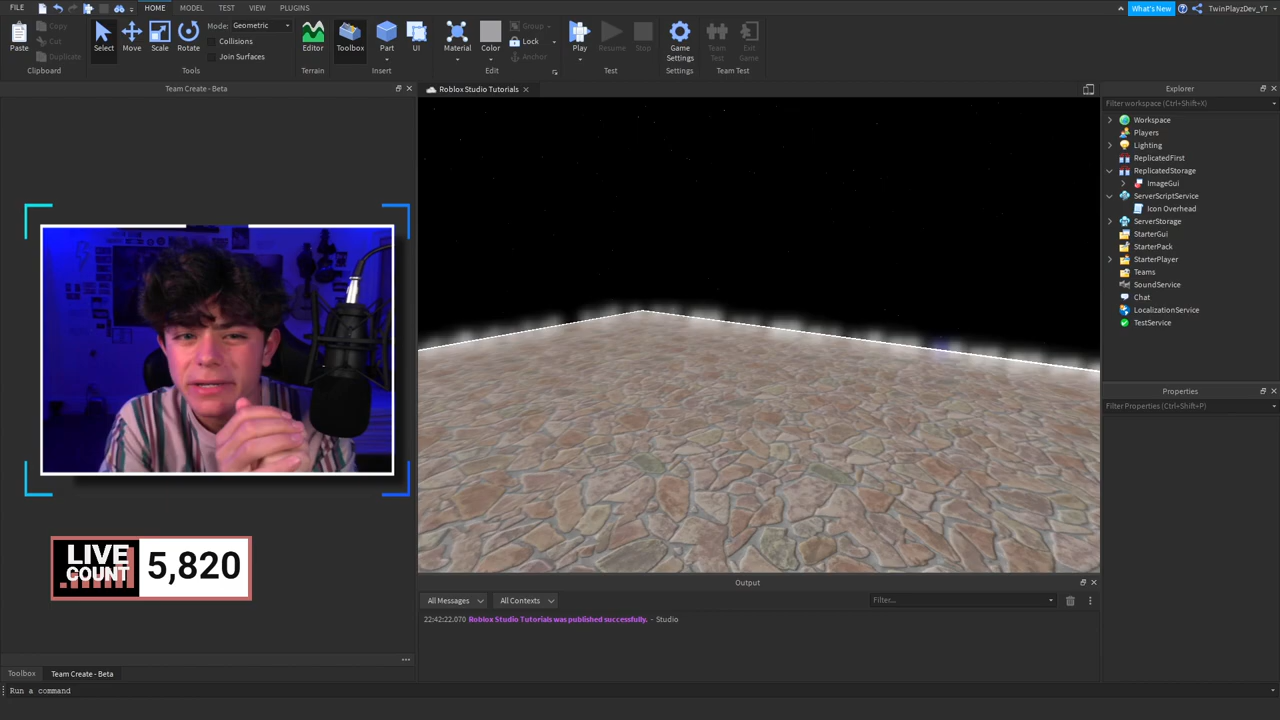 FILE
HOME
MODEL
TEST
VIEW
PLUGINS
What's New
TwinPlayzDev_YT
Paste
Copy
Cut
Duplicate
Clipboard
Select
Move
Scale
Rotate
Mode: Geometric
Collisions
Join Surfaces
Tools
Editor
Terrain
Toolbox
Part
UI
Insert
Material
Color
Group
Lock
Anchor
Edit
Play
Resume
Stop
Test
Game
Settings
Settings
Team
Test
Exit
Game
Team Test
Team Create - Beta
Roblox Studio Tutorials
Explorer
Filter workspace (Ctrl+Shift+X)
Workspace
Players
Lighting
ReplicatedFirst
ReplicatedStorage
ImageGui
ServerScriptService
Icon Overhead
ServerStorage
StarterGui
StarterPack
StarterPlayer
Teams
SoundService
Chat
LocalizationService
TestService
Properties
Filter Properties (Ctrl+Shift+P)
LIVE
COUNT
5,820
Output
All Messages
All Contexts
Filter...
22:42:22.070 Roblox Studio Tutorials was published successfully. - Studio
Toolbox
Team Create - Beta
Run a command